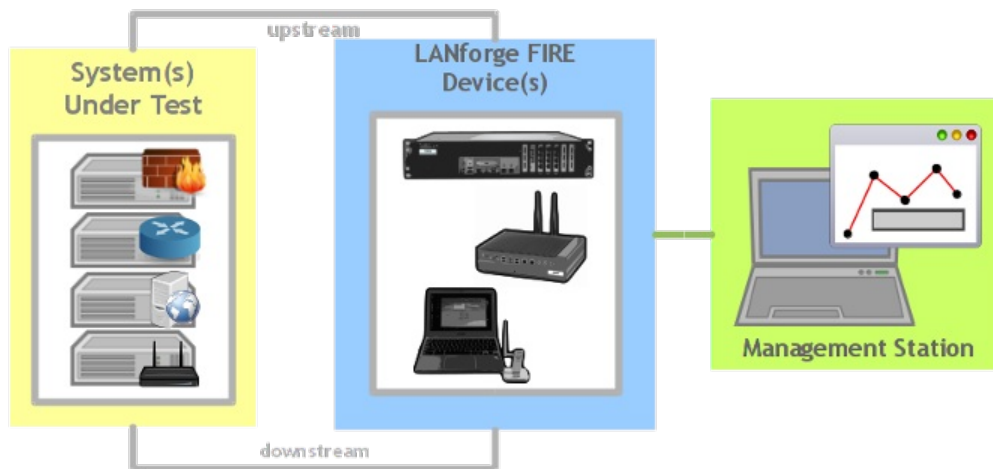 upstream
System(s)
Under Test
LANforge FIRE
Device(s)
Management Station
downstream